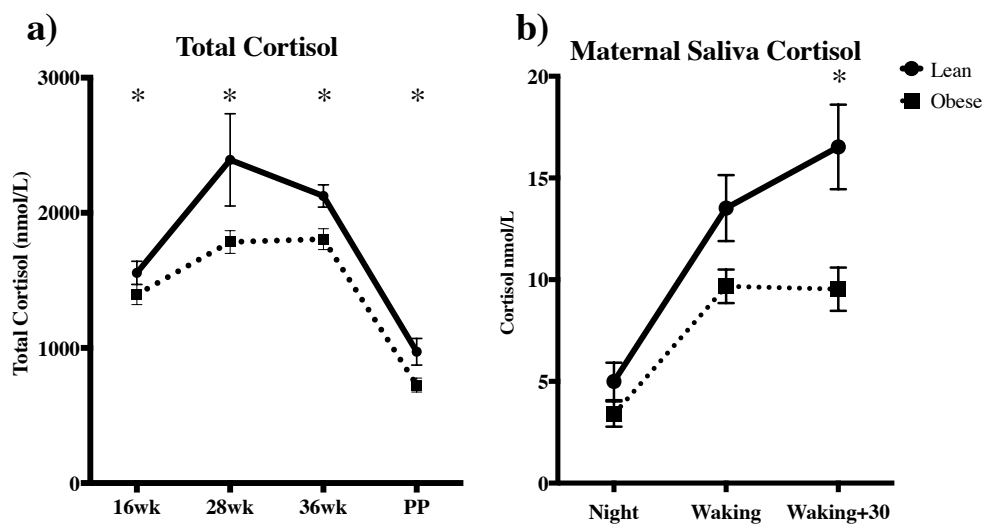 a)
Total Cortisol
Total Cortisol (nmol/L)
3000
2000
1000
0
* * * *
16wk 28wk 36wk PP
b)
Maternal Saliva Cortisol
Cortisol nmol/L
20
15
10
5
0
*
Night Waking Waking+30
Lean
Obese